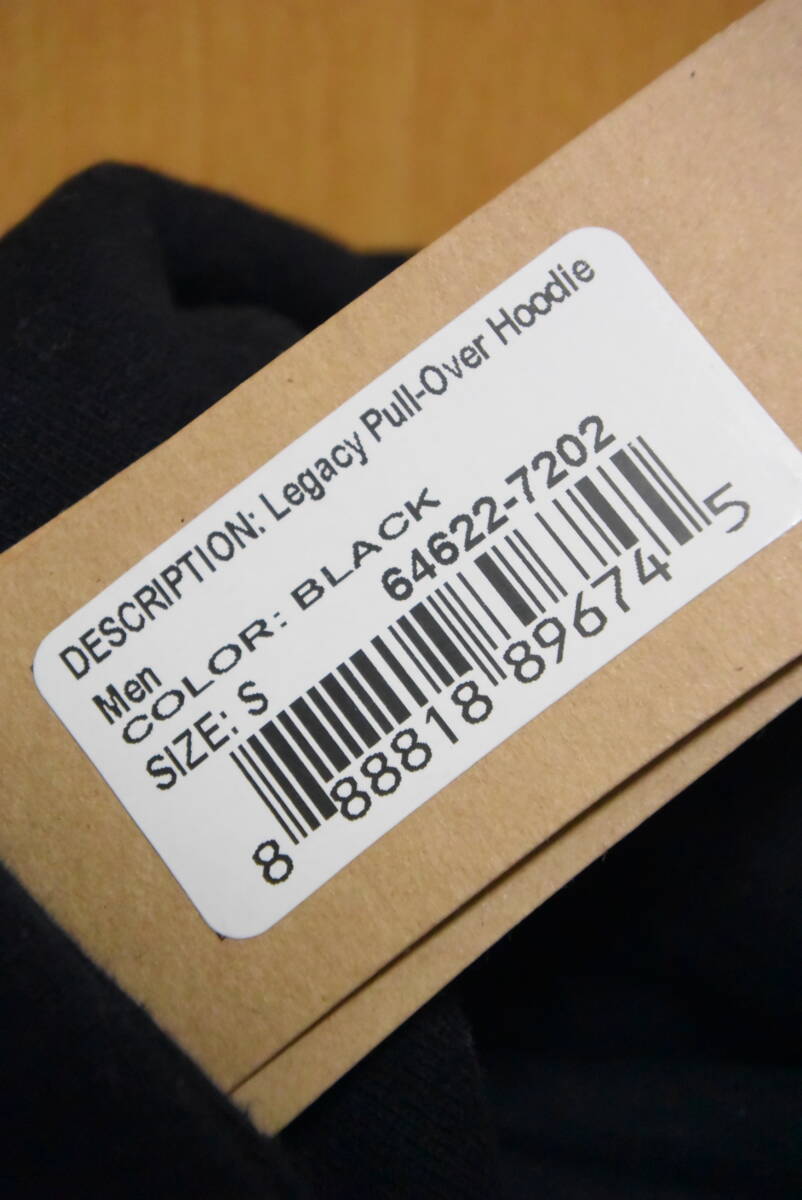 DESCRIPTION: Legacy Pull-Over Hoodie
Men
COLOR: BLACK
SIZE: S
64622-7202
8 88818 89674 5